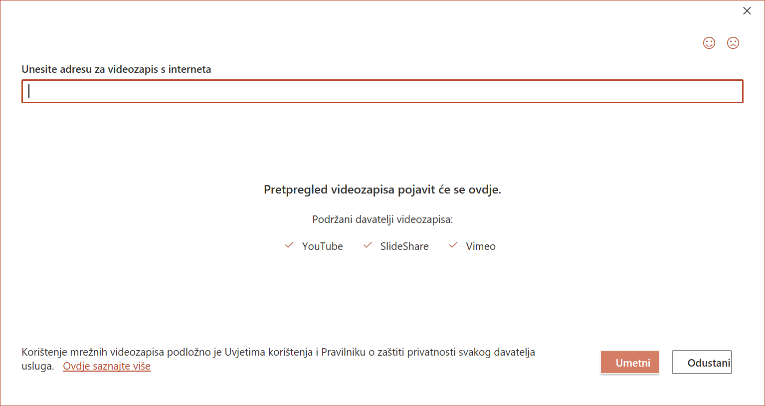 Unesite adresu za videozapis s interneta
Pretpregled videozapisa pojavit će se ovdje.
Podržani davatelji videozapisa:
YouTube SlideShare Vimeo
Korištenje mrežnih videozapisa podložno je Uvjetima korištenja i Pravilniku o zaštiti privatnosti svakog davatelja
usluga. Ovdje saznajte više
Umetni Odustani